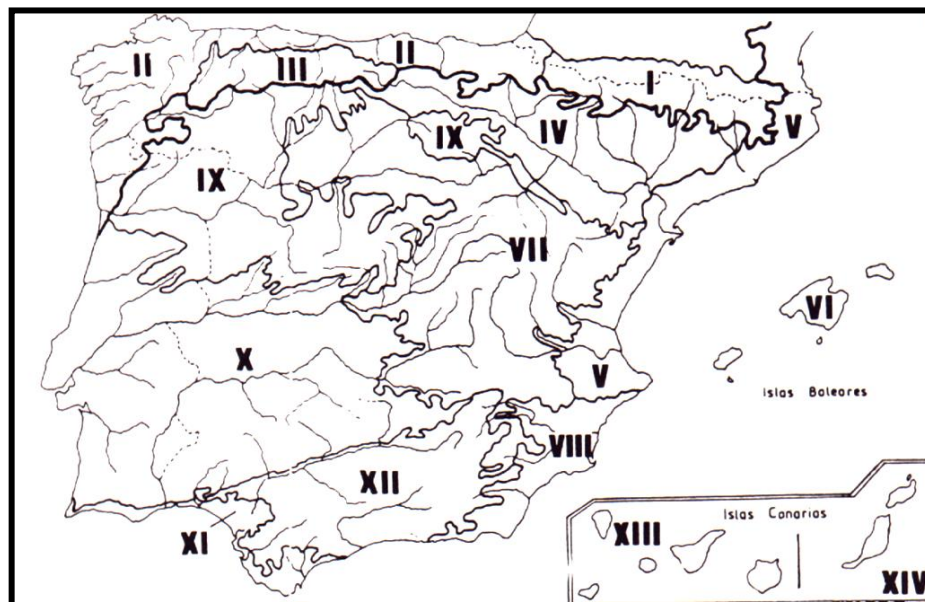 II
II
III
I
IV
V
IX
IX
VII
VI
X
V
Islas Baleares
VIII
XII
XI
Islas Canarias
XIII
XIV